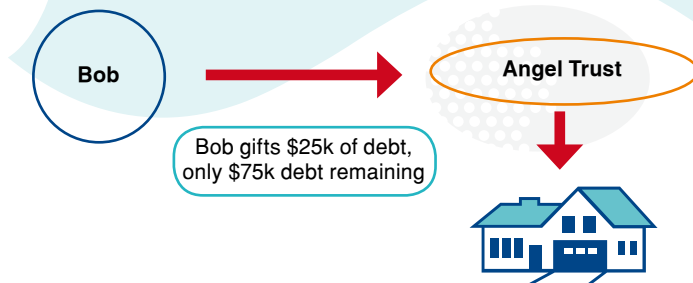 Bob
Angel Trust
Bob gifts $25k of debt,
only $75k debt remaining